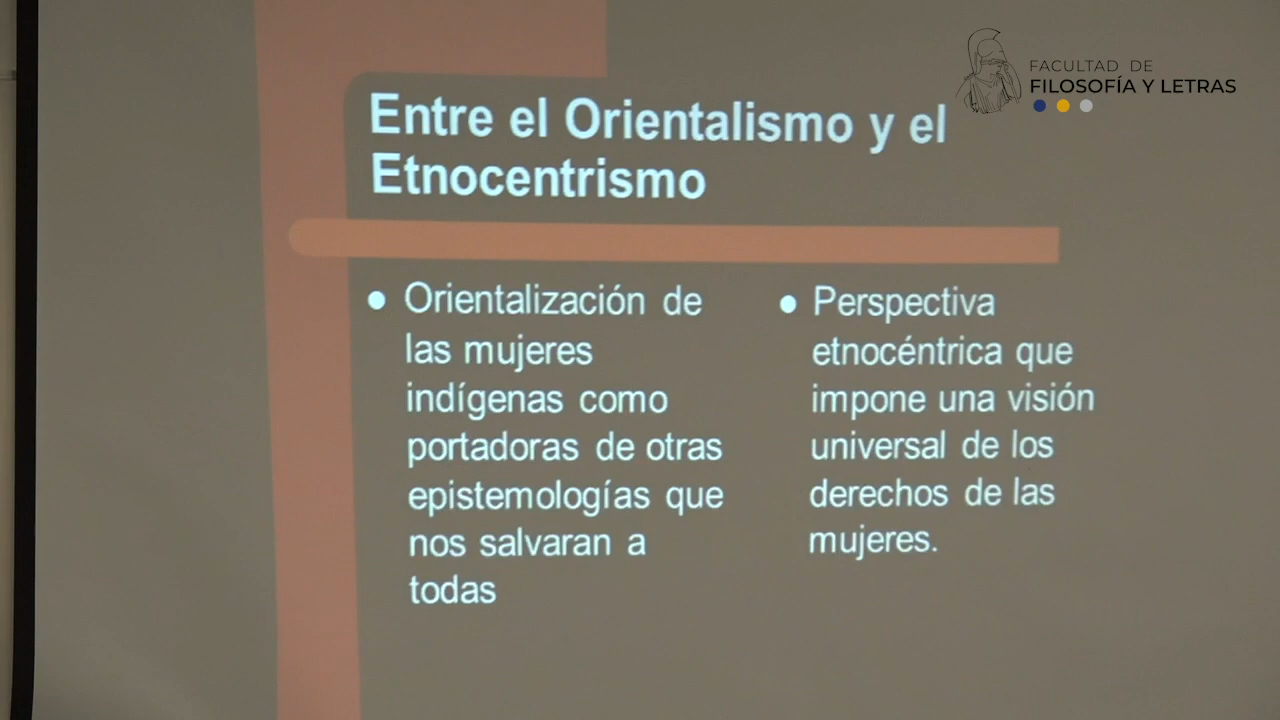 FACULTAD DE
FILOSOFÍA Y LETRAS
Entre el Orientalismo y el
Etnocentrismo
● Orientalización de
las mujeres
indígenas como
portadoras de otras
epistemologías que
nos salvaran a
todas
● Perspectiva
etnocéntrica que
impone una visión
universal de los
derechos de las
mujeres.